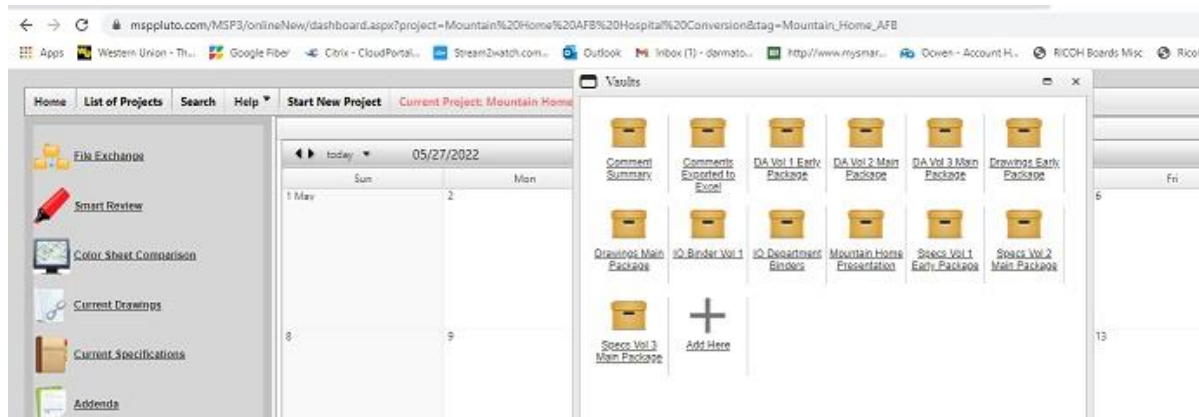 msppluto.com/MSP3/onlineNew/dashboard.aspx?project=Mountain%20Home%20AFB%20Hospital%20Conversion&tag=Mountain_Home_AFB
Apps Western Union - Th... Google Fiber Citrix - CloudPortal... Stream2watch.com... Outlook Inbox (1) - dermato... http://www.mysmar... Ocwen - Account H... RICOH Boards Misc Rico
Vaults
Home List of Projects Search Help Start New Project Current Project: Mountain Home
File Exchange
Smart Review
Color Sheet Comparison
Current Drawings
Current Specifications
Addenda
today 05/27/2022
Sun Mon Fri
1 May 2 6
8 9 13
Comment Summary
Comments Exported to Excel
DA Vol 1 Early Package
DA Vol 2 Main Package
DA Vol 3 Main Package
Drawings Early Package
Drawings Main Package
IO Binder Vol 1
IO Department Binders
Mountain Home Presentation
Specs Vol 1 Early Package
Specs Vol 2 Main Package
Specs Vol 3 Main Package
Add Here